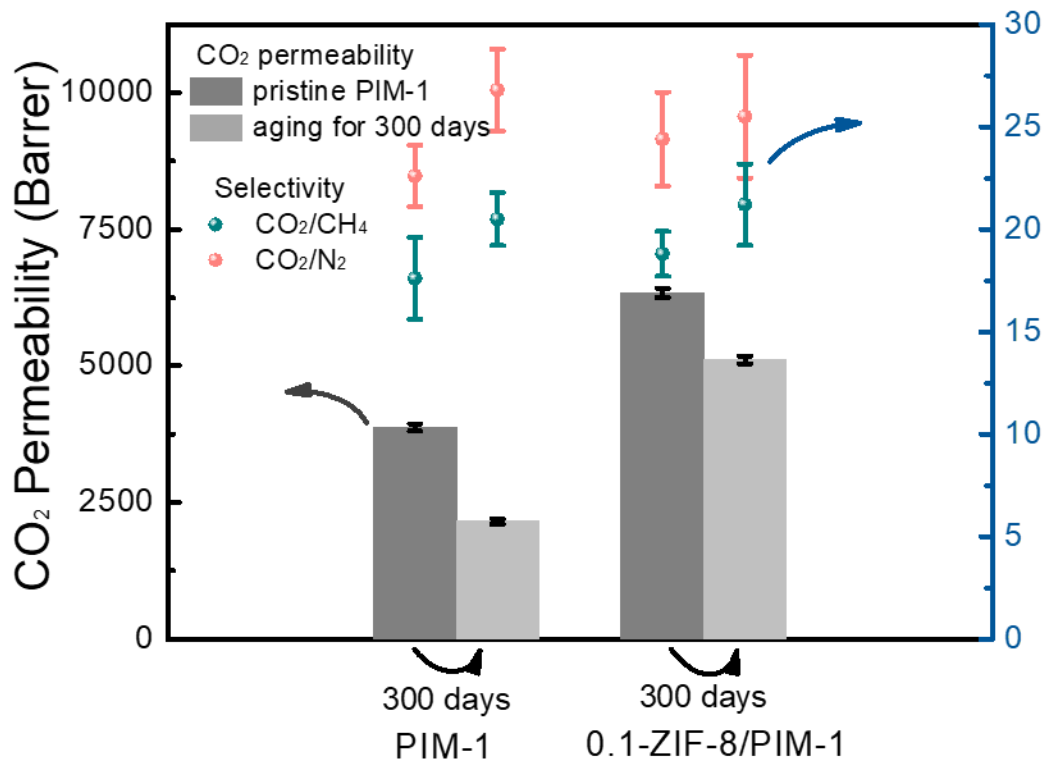 CO₂ Permeability (Barrer)
10000
7500
5000
2500
0
CO₂ permeability
pristine PIM-1
aging for 300 days
Selectivity
CO₂/CH₄
CO₂/N₂
30
25
20
15
10
5
0
300 days
300 days
PIM-1
0.1-ZIF-8/PIM-1